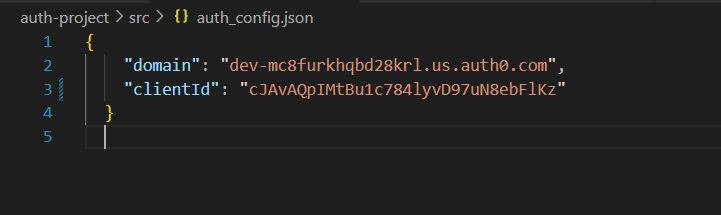 auth-project > src > {} auth_config.json
1 {
2 "domain": "dev-mc8furkhqbd28krl.us.auth0.com",
3 "clientId": "cJAvAQpIMtBu1c784lyvD97uN8ebFlKz"
4 }
5